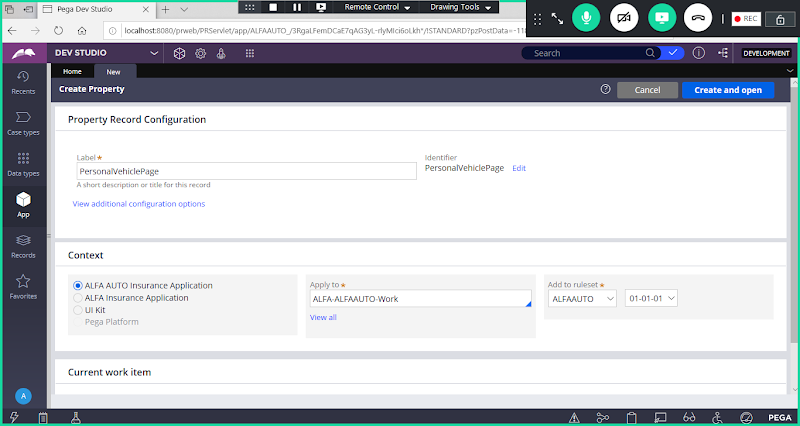 Pega Dev Studio
Remote Control
Drawing Tools
REC
localhost:8080/prweb/PRServlet/app/ALFAAUTO_/3RgaLFemDCaE7qAG3yL-rlyMIci6oLkh*/!STANDARD?pzPostData=-118
DEV STUDIO
Search
DEVELOPMENT
Recents
Case types
Data types
App
Records
Favorites
A
Home
New
Create Property
Cancel
Create and open
Property Record Configuration
Label *
PersonalVehiclePage
A short description or title for this record
Identifier
PersonalVehiclePage Edit
View additional configuration options
Context
ALFA AUTO Insurance Application
ALFA Insurance Application
UI Kit
Pega Platform
Apply to *
ALFA-ALFAAUTO-Work
View all
Add to ruleset *
ALFAAUTO
01-01-01
Current work item
PEGA